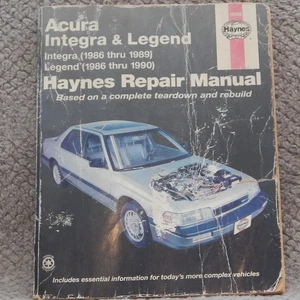 Acura
Integra & Legend
Haynes
Integra (1986 thru 1989)
Legend (1986 thru 1990)
Haynes Repair Manual
Based on a complete teardown and rebuild
Includes essential information for today's more complex vehicles